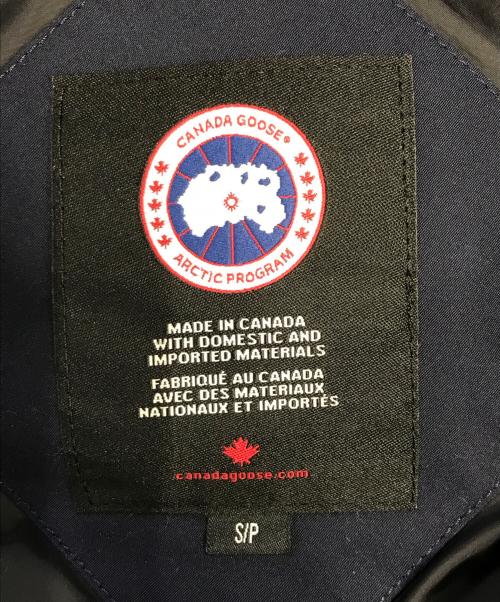 CANADA GOOSE®
ARCTIC PROGRAM
MADE IN CANADA
WITH DOMESTIC AND
IMPORTED MATERIALS
FABRIQUÉ AU CANADA
AVEC DES MATERIAUX
NATIONAUX ET IMPORTÉS
canadagoose.com
S/P